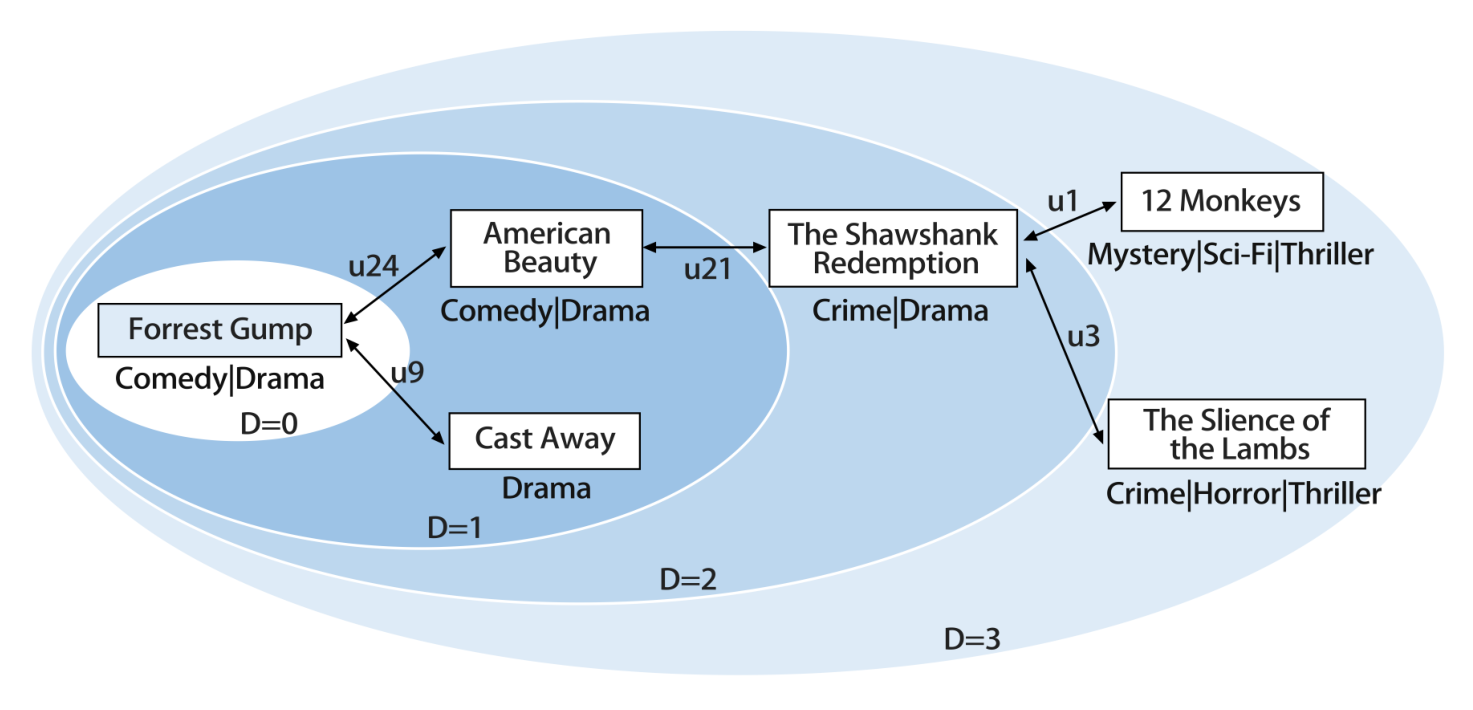 Forrest Gump
Comedy|Drama
D=0
u24
u9
American
Beauty
Comedy|Drama
Cast Away
Drama
D=1
u21
The Shawshank
Redemption
Crime|Drama
D=2
u1
u3
12 Monkeys
Mystery|Sci-Fi|Thriller
The Slience of
the Lambs
Crime|Horror|Thriller
D=3